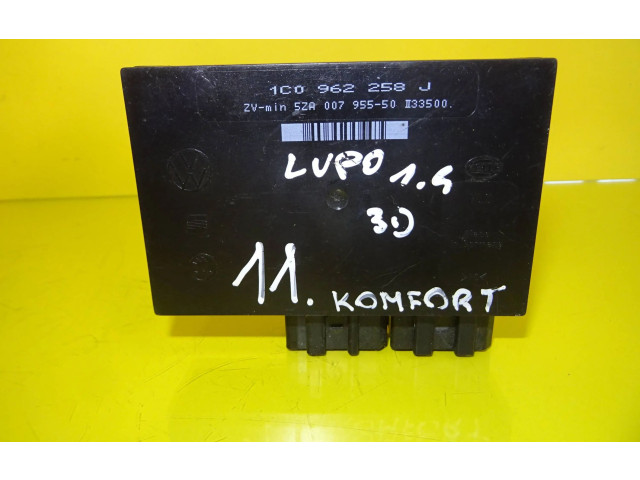 1C0 962 258 J
ZV-min 5ZA 007 955-50 II33500.
LUPO 1.4
3D
11. KOMFORT